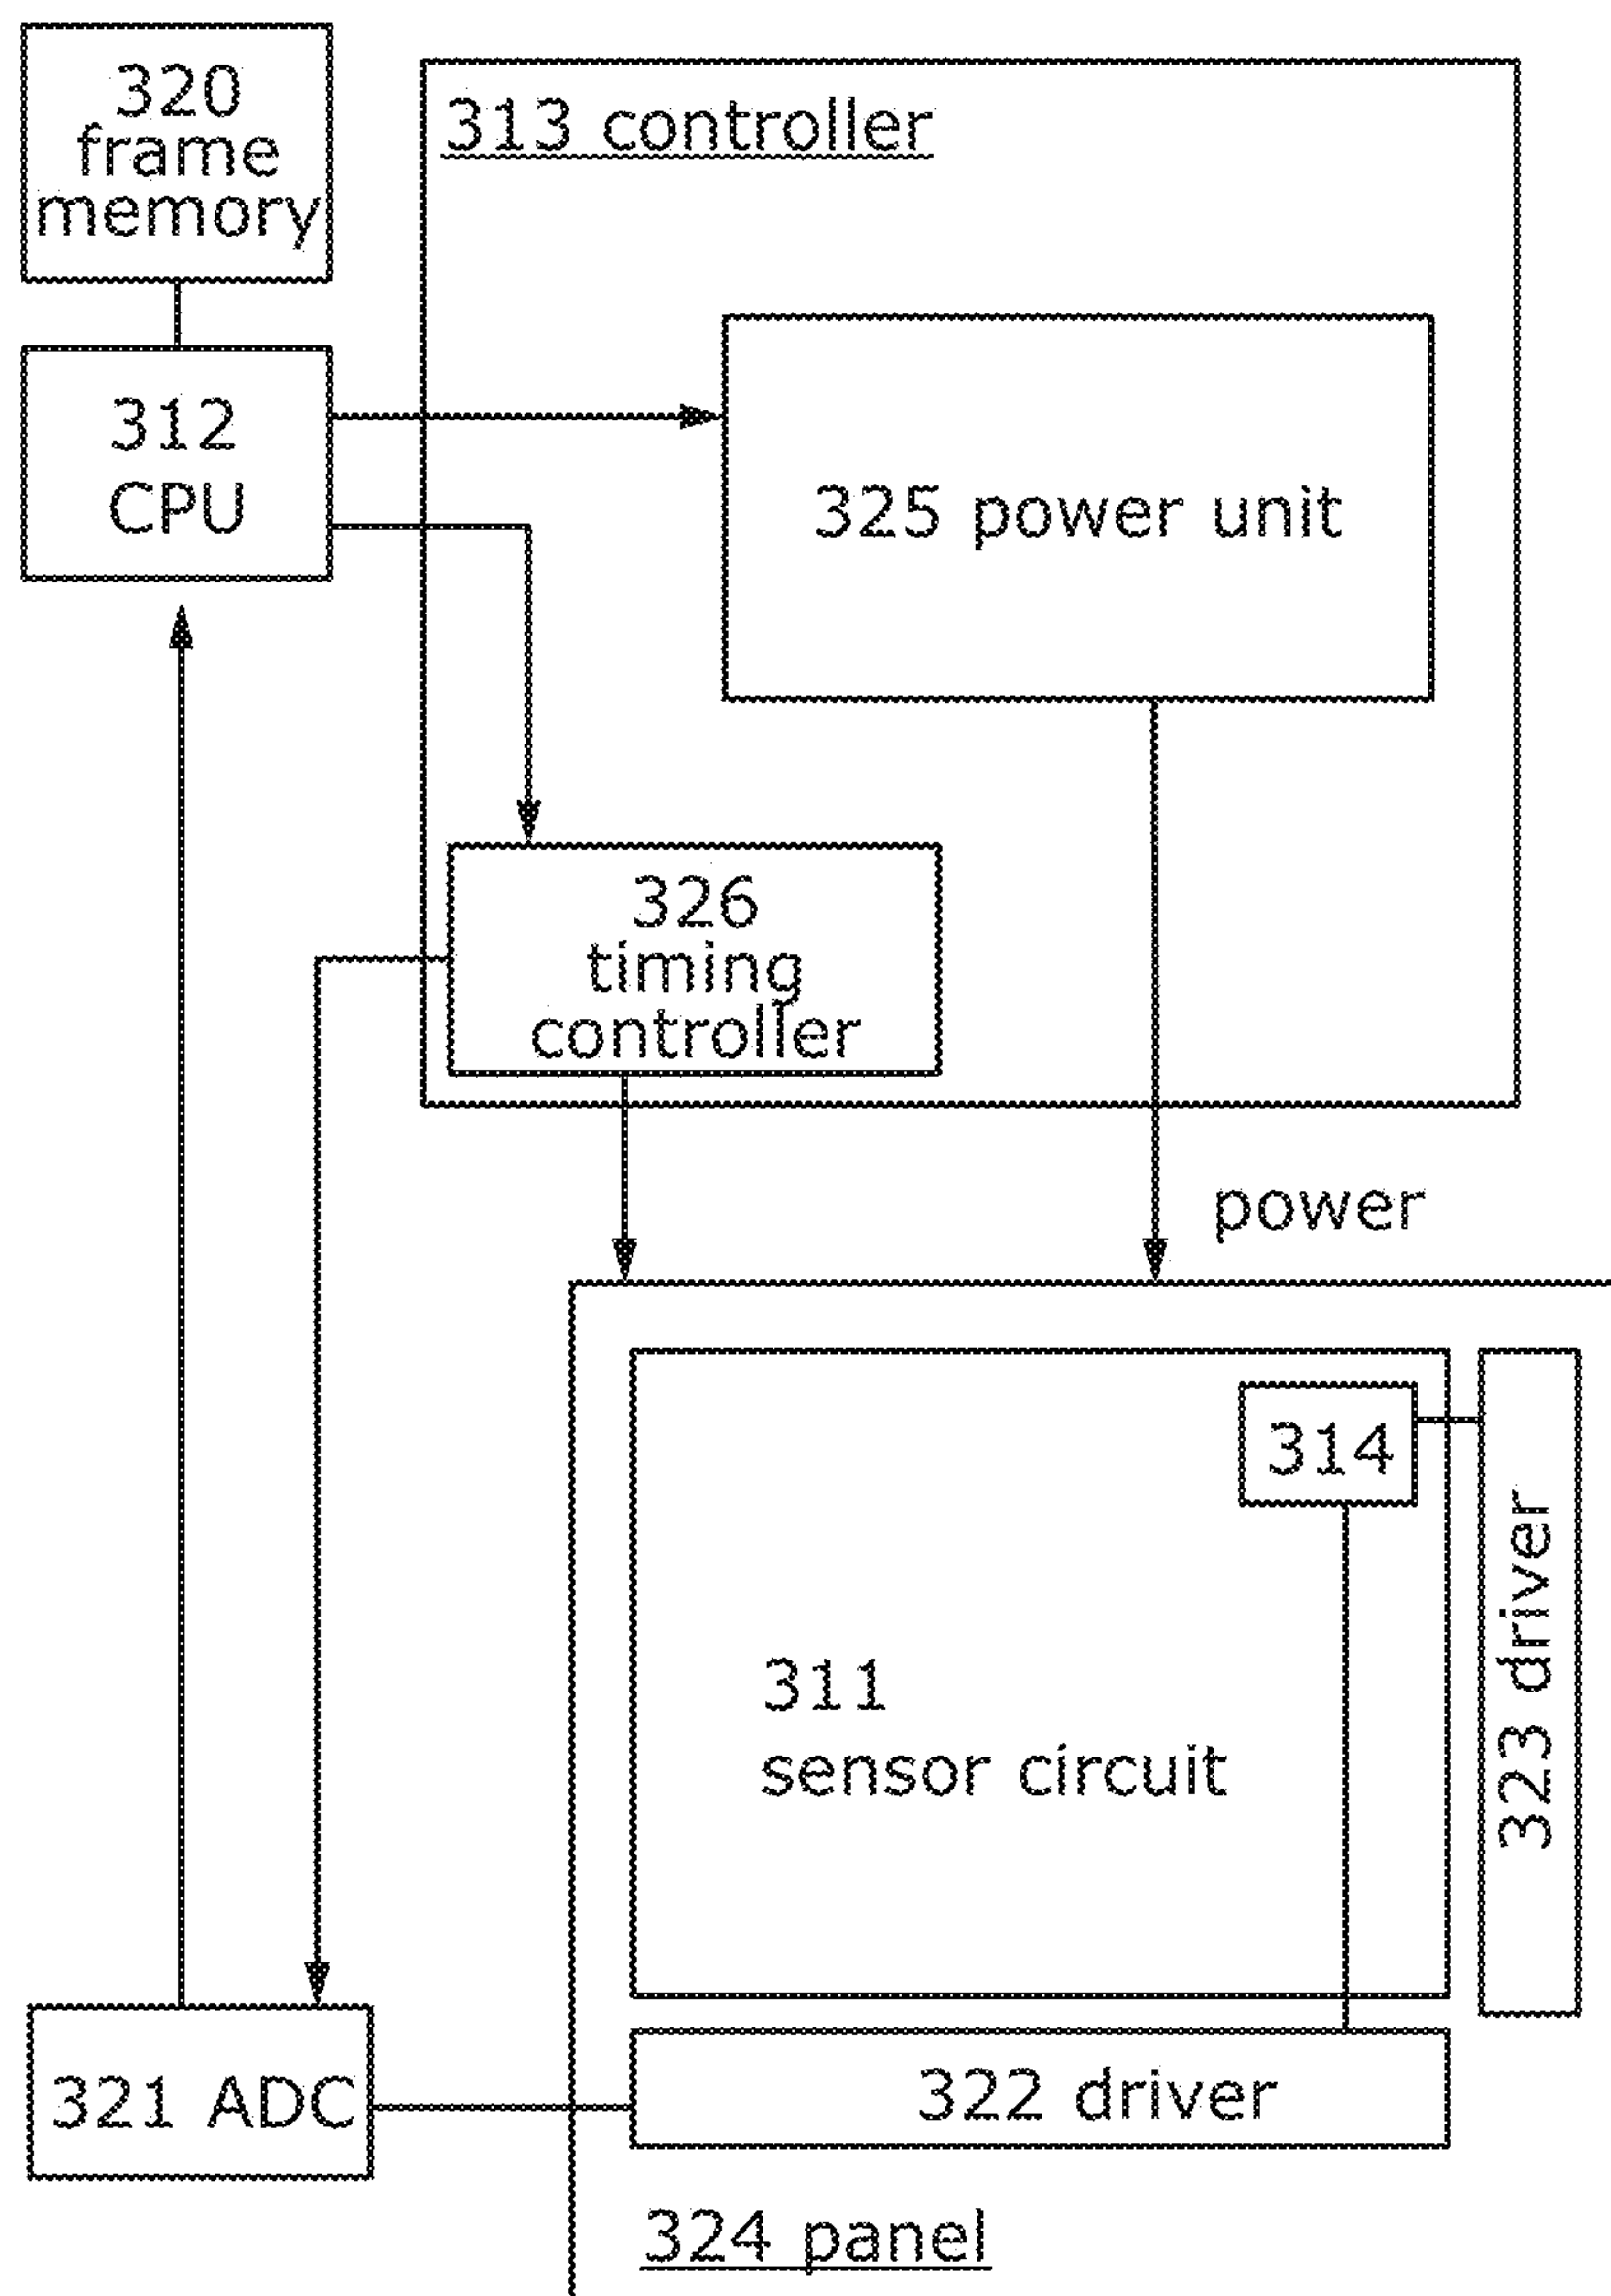 320
frame
memory
313 controller
312
CPU
325 power unit
326
timing
controller
power
314
311
sensor circuit
323 driver
322 driver
321 ADC
324 panel